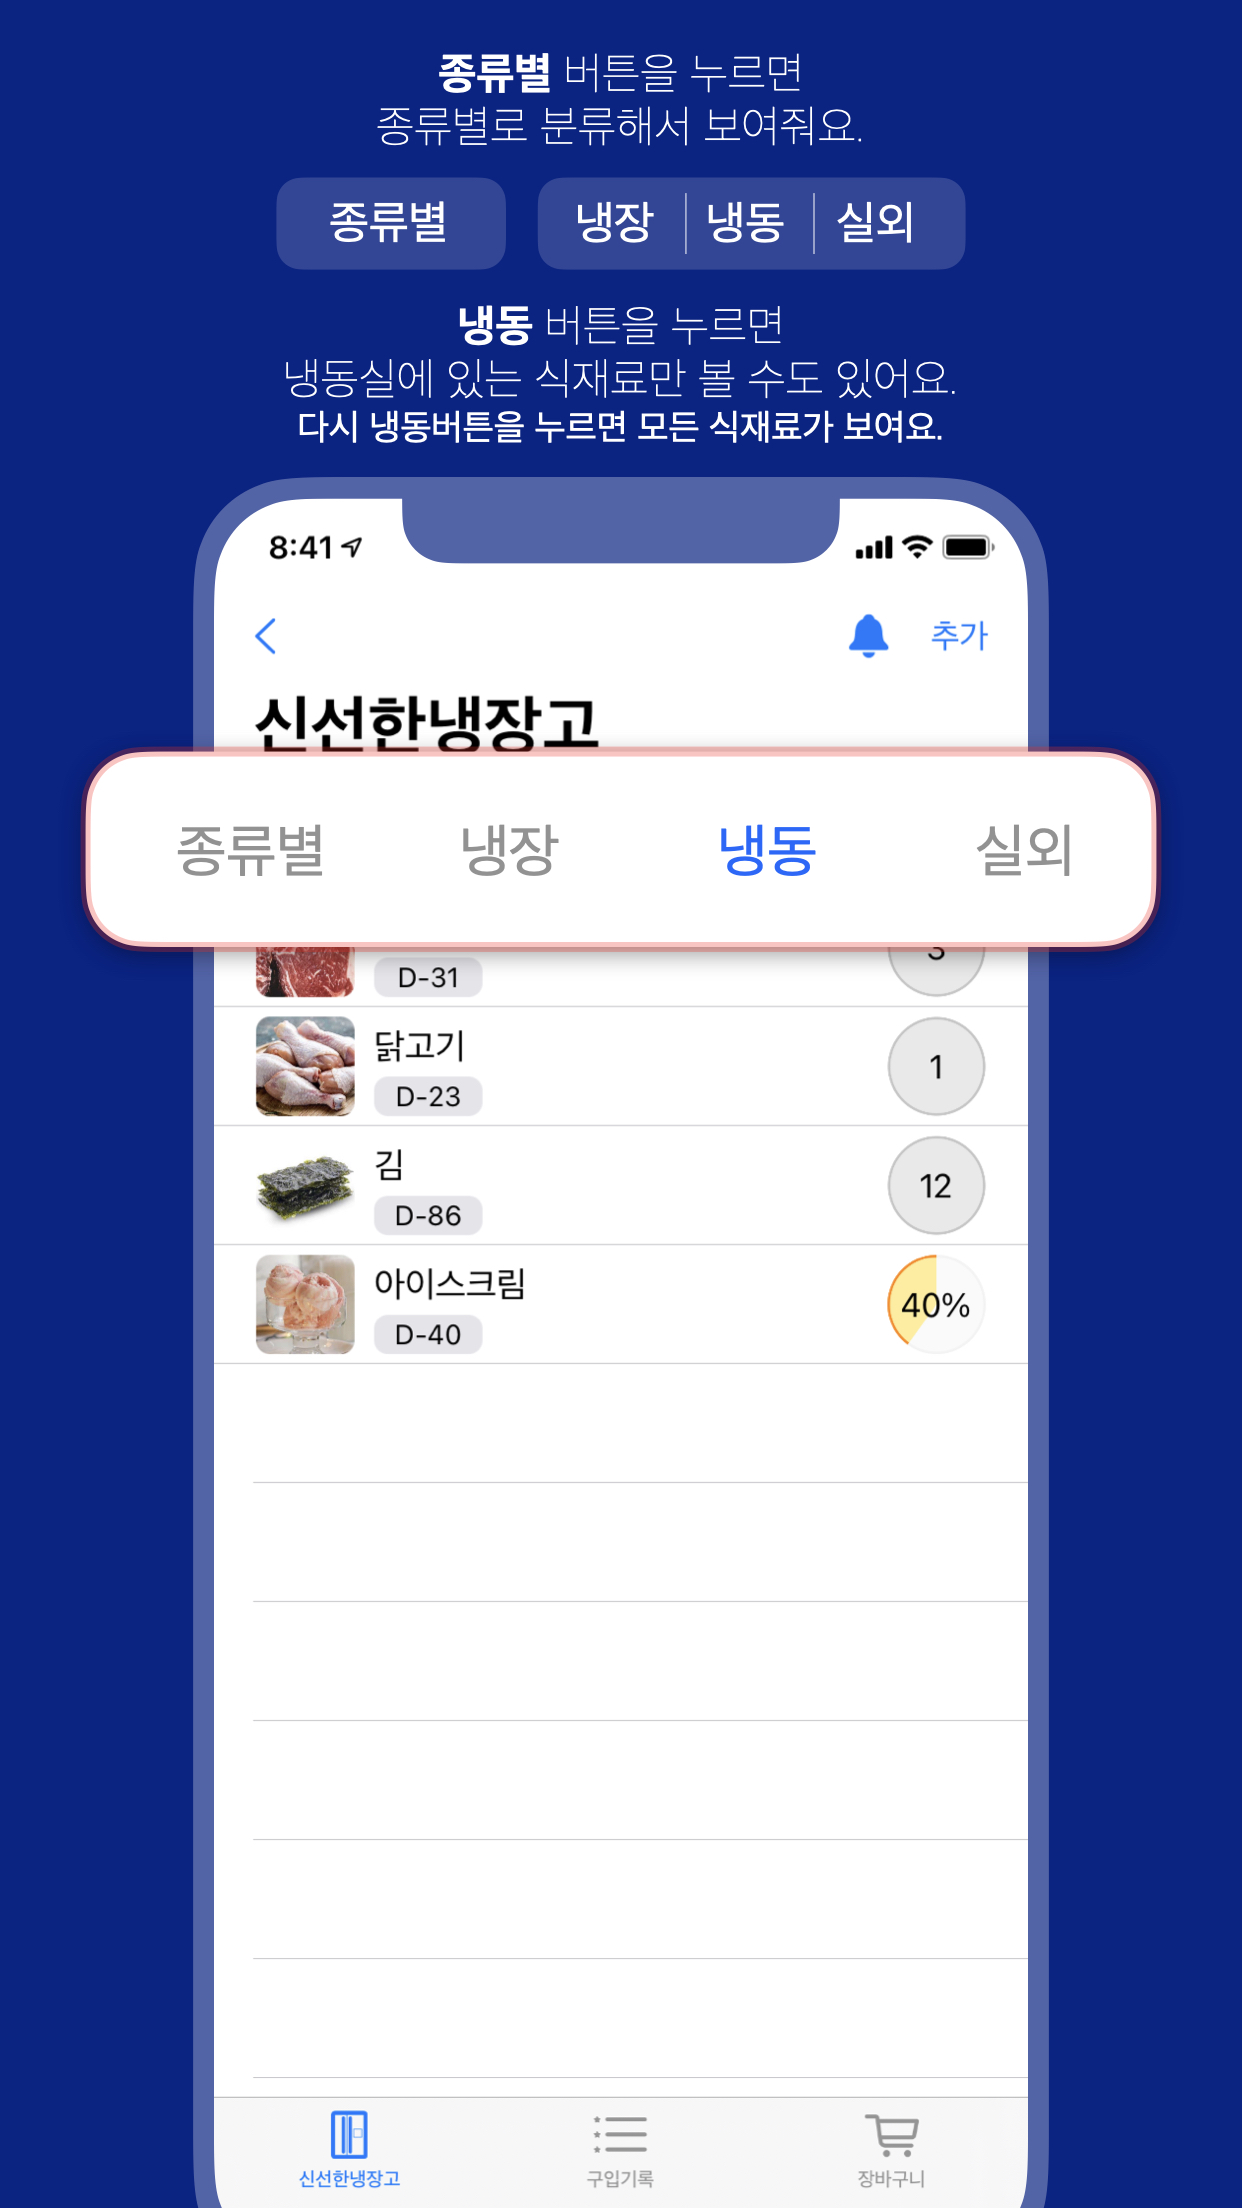 종류별 버튼을 누르면
종류별로 분류해서 보여줘요.
종류별 냉장 냉동 실외
냉동 버튼을 누르면
냉동실에 있는 식재료만 볼 수도 있어요.
다시 냉동버튼을 누르면 모든 식재료가 보여요.
8:41
추가
신선한냉장고
종류별 냉장 냉동 실외
3
D-31
닭고기
1
D-23
김
12
D-86
아이스크림
40%
D-40
신선한냉장고 구입기록 장바구니